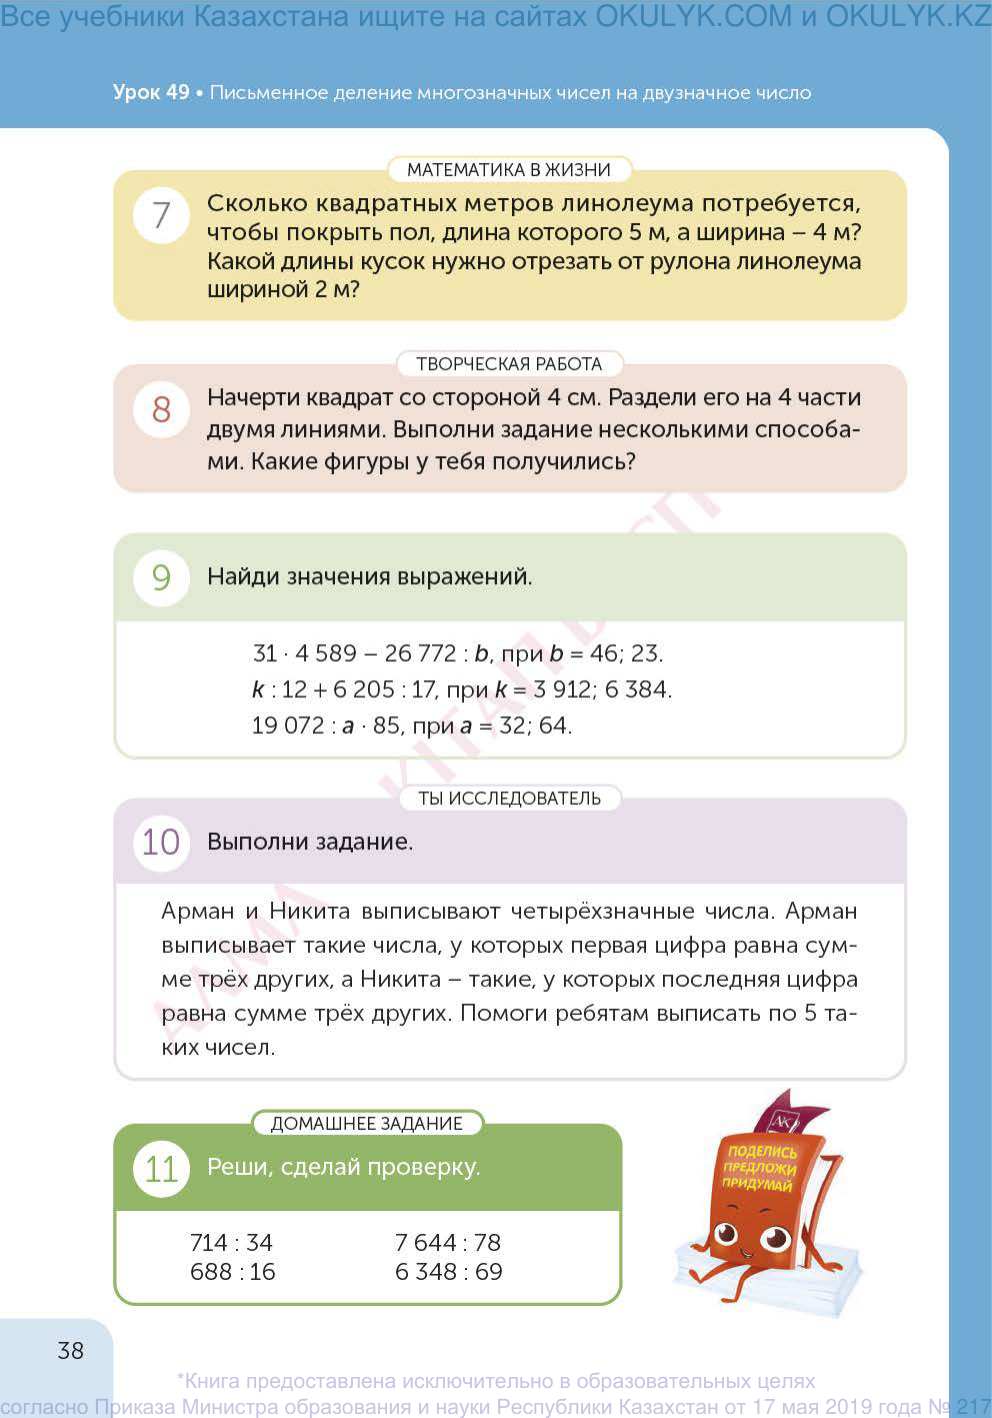 Все учебники Казахстана ищите на сайтах OKULYK.COM и OKULYK.KZ
Урок 49 • Письменное деление многозначных чисел на двузначное число
МАТЕМАТИКА В ЖИЗНИ
7
Сколько квадратных метров линолеума потребуется,
чтобы покрыть пол, длина которого 5 м, а ширина – 4 м?
Какой длины кусок нужно отрезать от рулона линолеума
шириной 2 м?
ТВОРЧЕСКАЯ РАБОТА
8
Начерти квадрат со стороной 4 см. Раздели его на 4 части
двумя линиями. Выполни задание несколькими способа-
ми. Какие фигуры у тебя получились?
9
Найди значения выражений.
31 · 4 589 – 26 772 : b, при b = 46; 23.
k : 12 + 6 205 : 17, при k = 3 912; 6 384.
19 072 : a · 85, при a = 32; 64.
ТЫ ИССЛЕДОВАТЕЛЬ
10
Выполни задание.
Арман и Никита выписывают четырёхзначные числа. Арман
выписывает такие числа, у которых первая цифра равна сум-
ме трёх других, а Никита – такие, у которых последняя цифра
равна сумме трёх других. Помоги ребятам выписать по 5 та-
ких чисел.
ДОМАШНЕЕ ЗАДАНИЕ
11
Реши, сделай проверку.
714 : 34 7 644 : 78
688 : 16 6 348 : 69
АК
ПОДЕЛИСЬ
ПРЕДЛОЖИ
ПРИДУМАЙ
38
*Книга предоставлена исключительно в образовательных целях
согласно Приказа Министра образования и науки Республики Казахстан от 17 мая 2019 года № 217